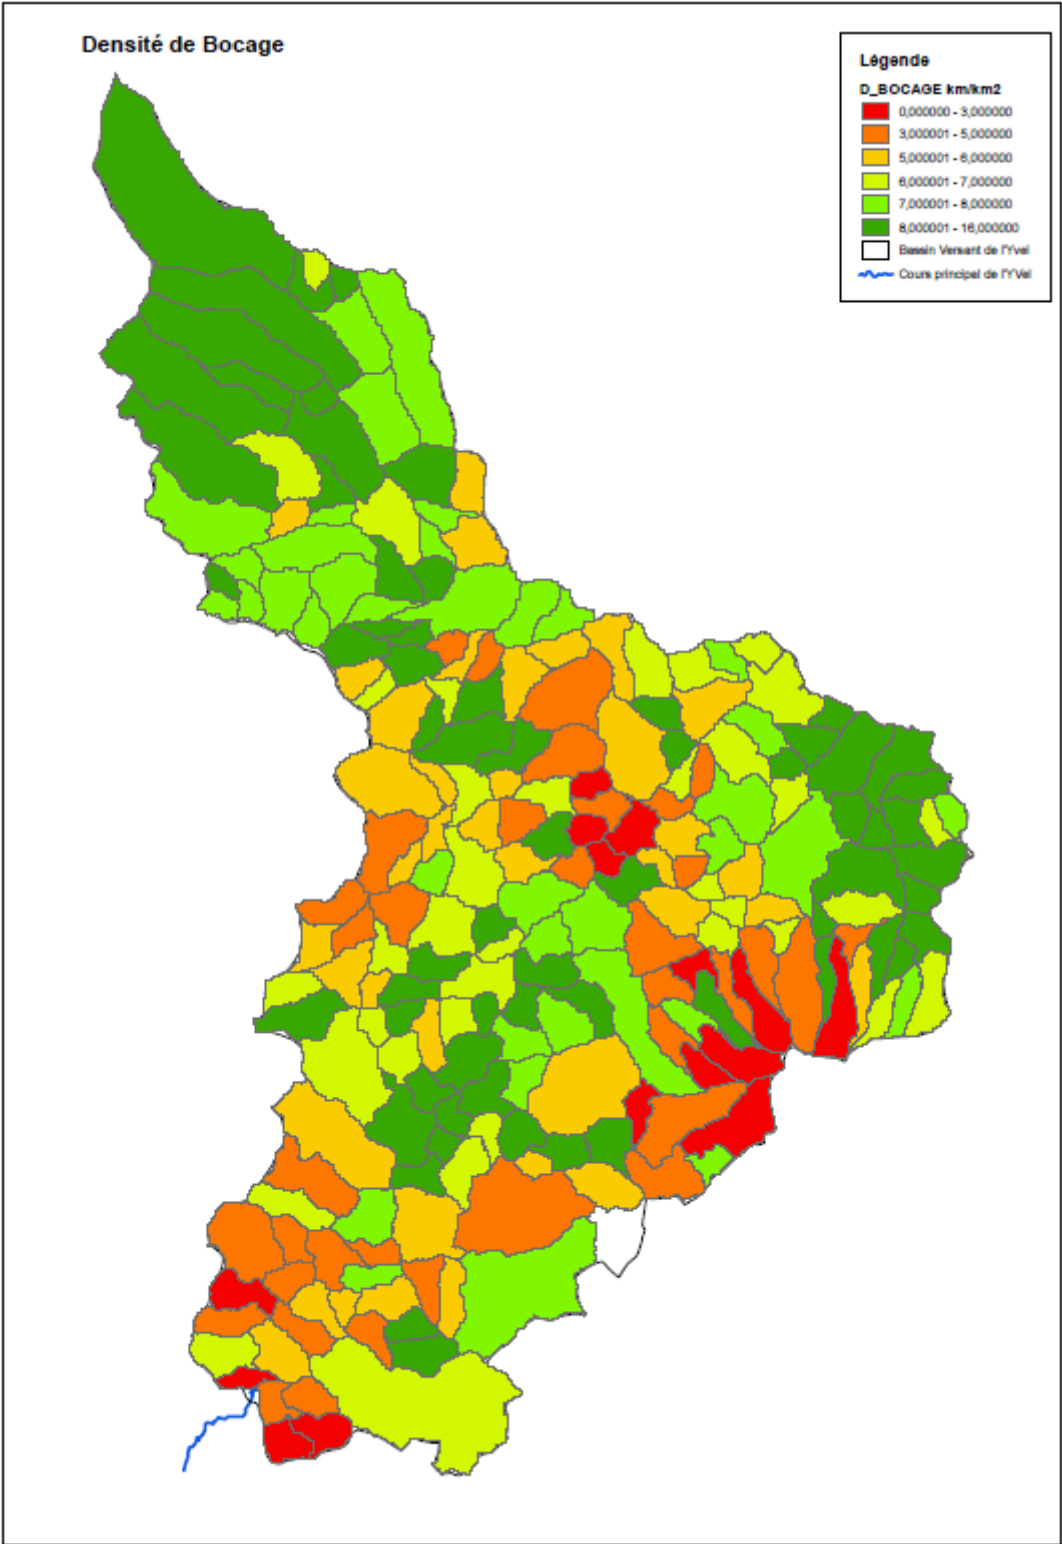 Densité de Bocage
Légende
D_BOCAGE km/km2
0,000000 - 3,000000
3,000001 - 5,000000
5,000001 - 6,000000
6,000001 - 7,000000
7,000001 - 8,000000
8,000001 - 16,000000
Bassin Versant de l'Yvel
Cours principal de l'YVel